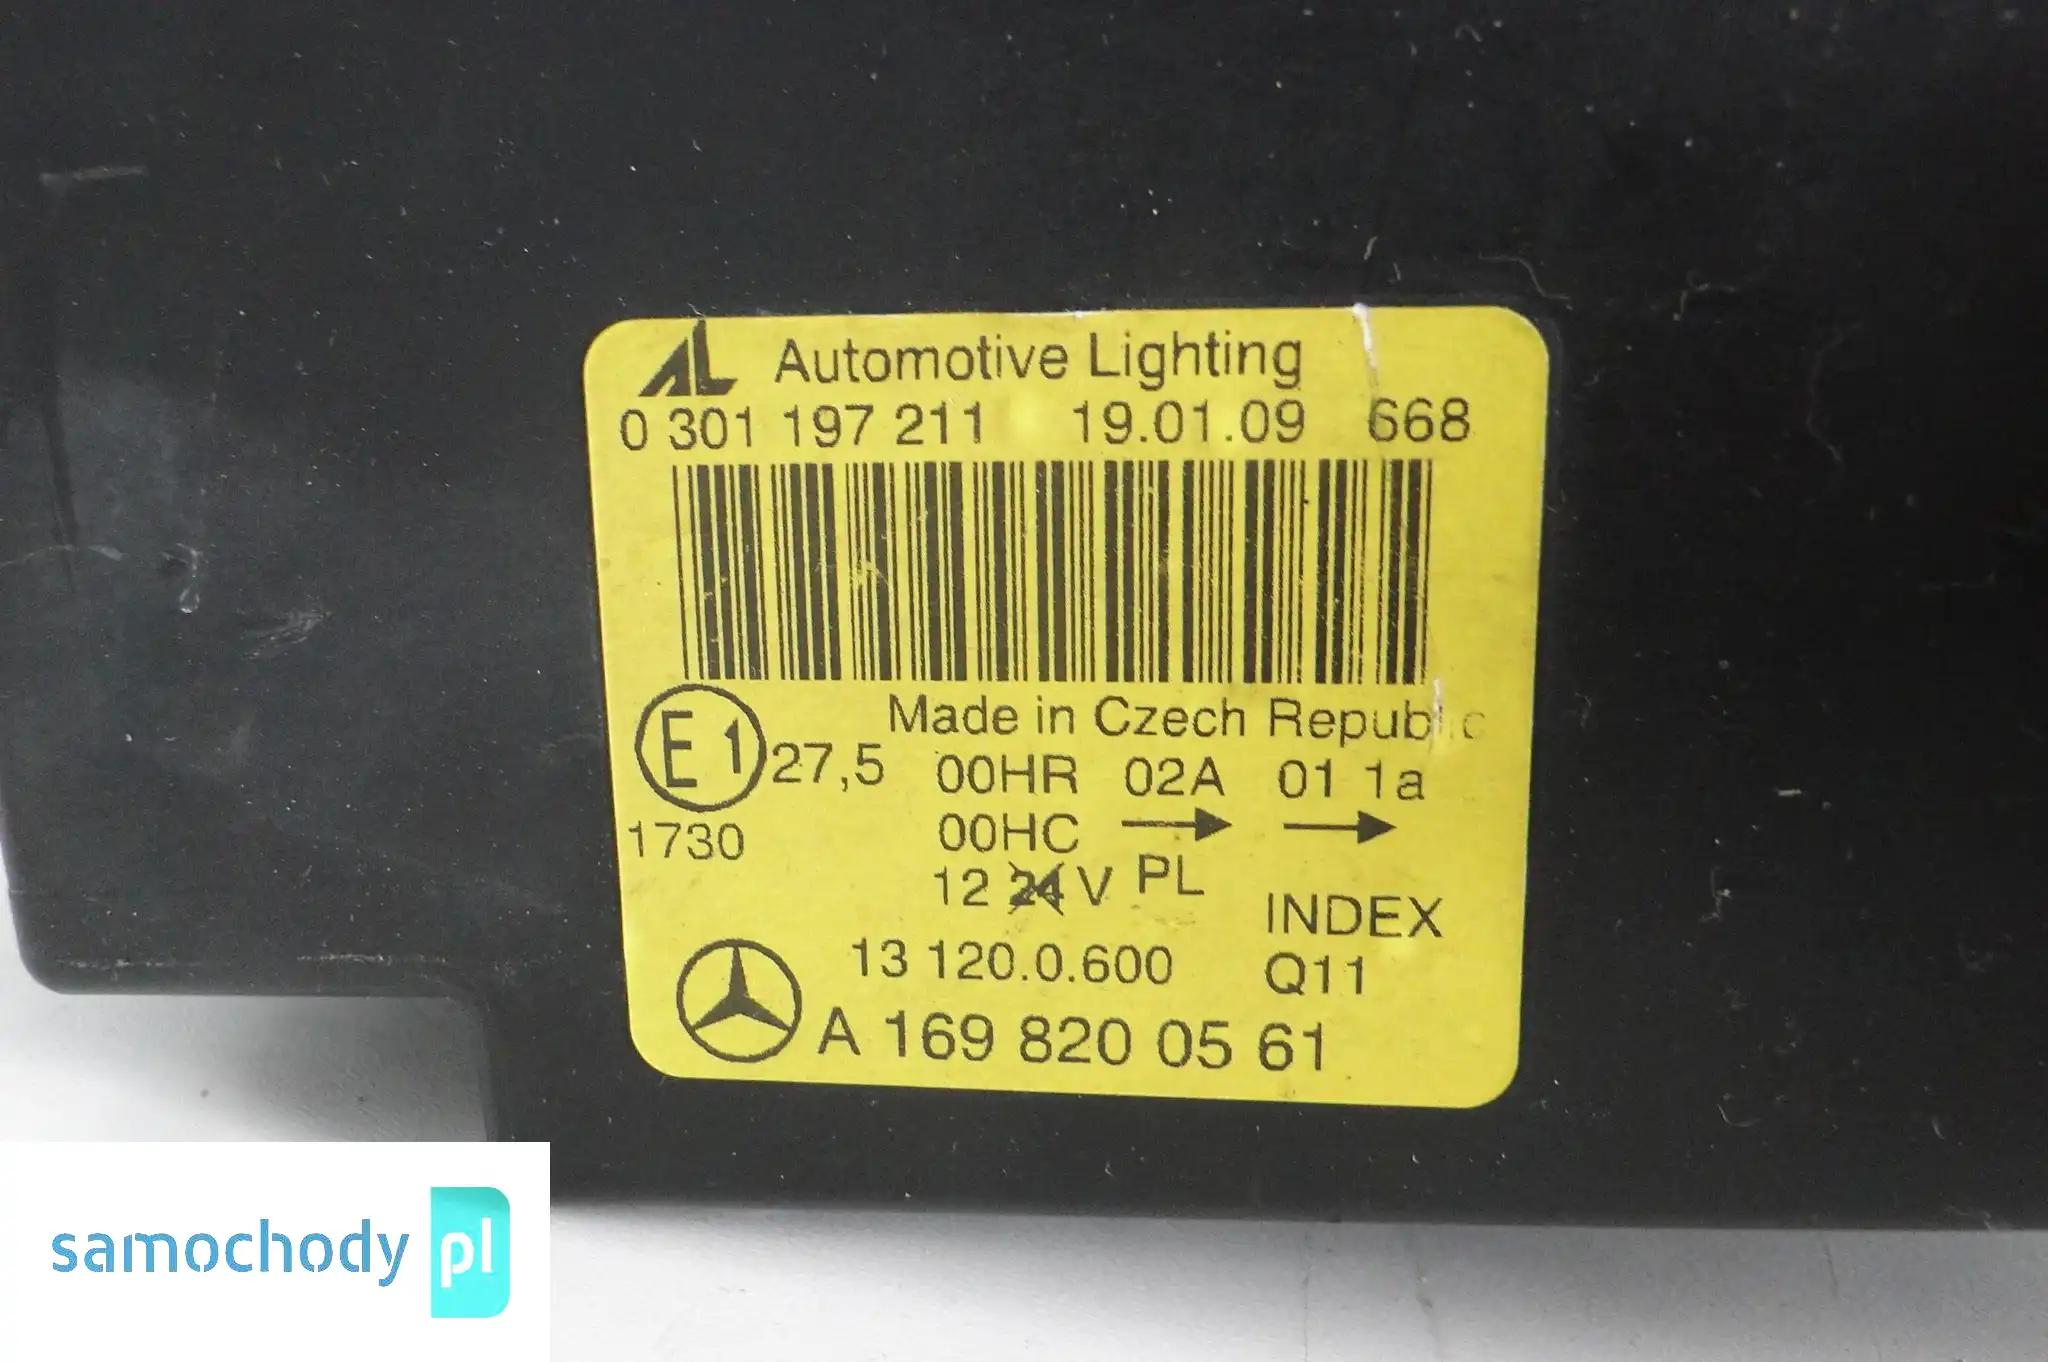 AL Automotive Lighting
0 301 197 211 19.01.09 668
Made in Czech Republic
E1 27,5 00HR 02A 01 1a
1730 00HC → →
12 24 V PL
INDEX
13 120.0.600 Q11
A 169 820 05 61
samochody pl